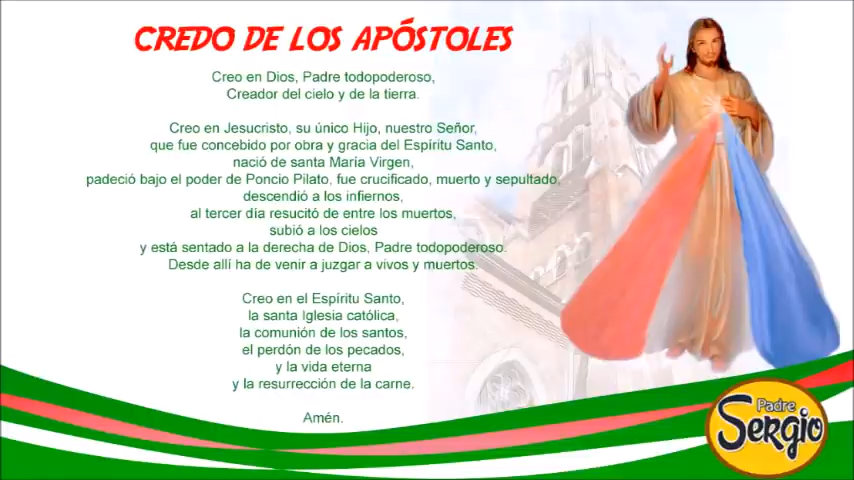 CREDO DE LOS APÓSTOLES
Creo en Dios, Padre todopoderoso,
Creador del cielo y de la tierra.
Creo en Jesucristo, su único Hijo, nuestro Señor,
que fue concebido por obra y gracia del Espíritu Santo,
nació de santa María Virgen,
padeció bajo el poder de Poncio Pilato, fue crucificado, muerto y sepultado,
descendió a los infiernos,
al tercer día resucitó de entre los muertos,
subió a los cielos
y está sentado a la derecha de Dios, Padre todopoderoso.
Desde allí ha de venir a juzgar a vivos y muertos.
Creo en el Espíritu Santo,
la santa Iglesia católica,
la comunión de los santos,
el perdón de los pecados,
y la vida eterna
y la resurrección de la carne.
Amén.
Padre
Sergio